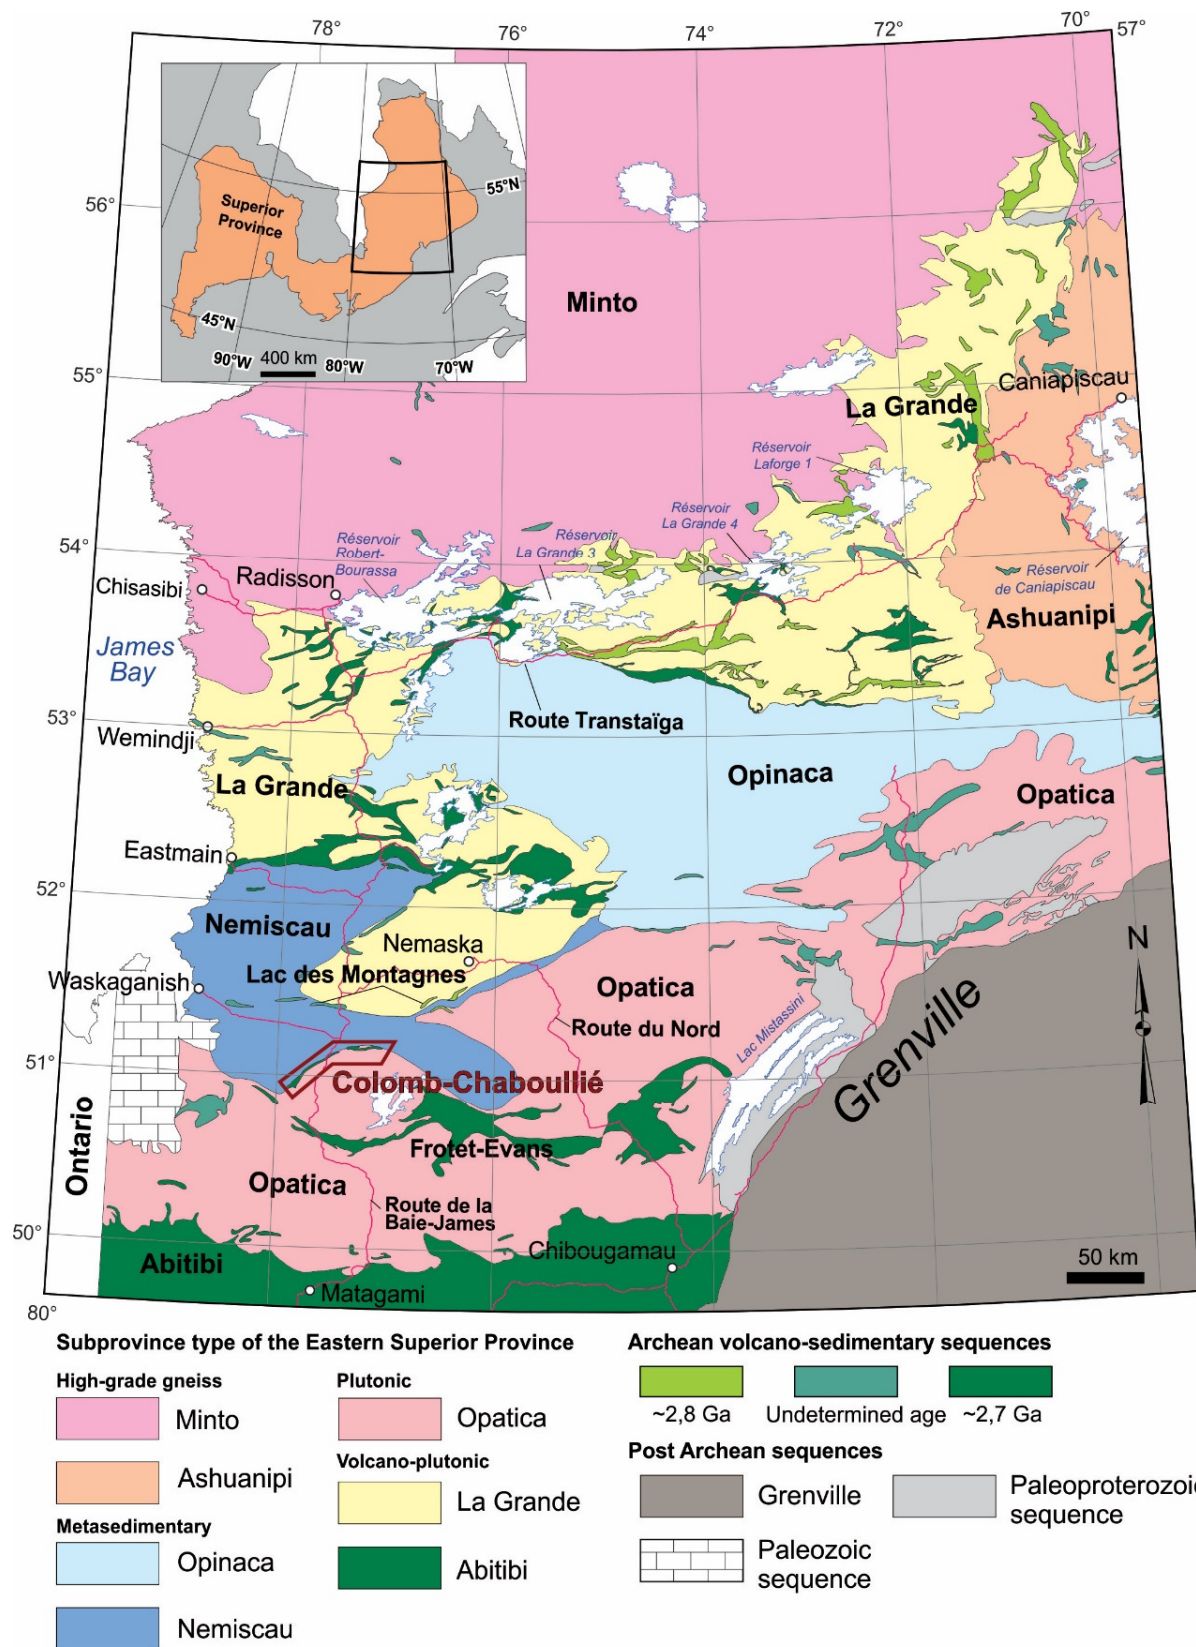 78°
76°
74°
72°
70°
57°
Superior
Province
55°N
45°N
90°W
400 km
80°W
70°W
56°
55°
54°
53°
52°
51°
50°
80°
Minto
La Grande
Caniapiscau
Réservoir
Laforge 1
Réservoir
La Grande 4
Réservoir
La Grande 3
Réservoir
Robert-
Bourassa
Chisasibi
Radisson
Réservoir
de Caniapiscau
Ashuanipi
James
Bay
Route Transtaïga
Wemindji
La Grande
Opinaca
Opatica
Eastmain
Nemiscau
Nemaska
Lac des Montagnes
Waskaganish
Opatica
Route du Nord
Lac Mistassini
Grenville
N
Colomb-Chaboullié
Ontario
Frotet-Evans
Opatica
Route de la
Baie-James
Abitibi
Chibougamau
Matagami
50 km
Subprovince type of the Eastern Superior Province
High-grade gneiss
Minto
Ashuanipi
Metasedimentary
Opinaca
Nemiscau
Plutonic
Opatica
Volcano-plutonic
La Grande
Abitibi
Archean volcano-sedimentary sequences
~2,8 Ga
Undetermined age
~2,7 Ga
Post Archean sequences
Grenville
Paleoproterozoic
sequence
Paleozoic
sequence